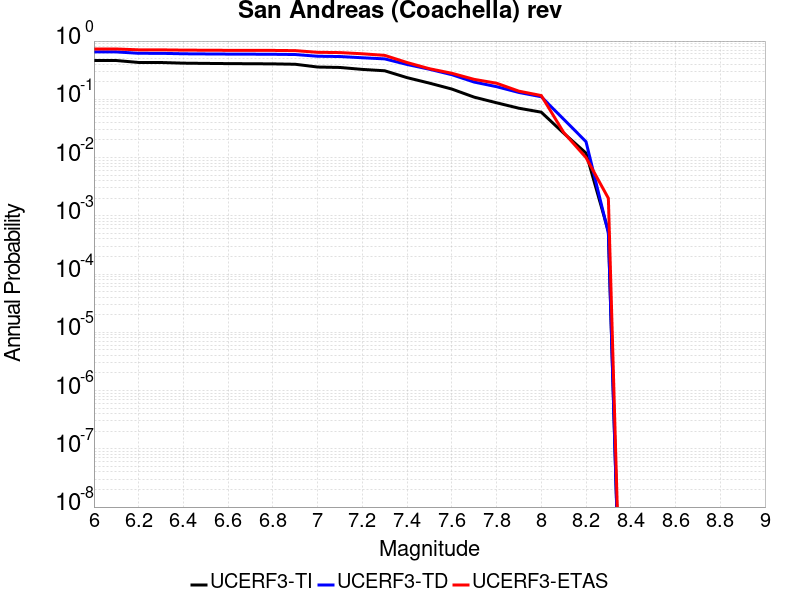 San Andreas (Coachella) rev
10^0
10^-1
10^-2
10^-3
10^-4
10^-5
10^-6
10^-7
10^-8
Annual Probability
6 6.2 6.4 6.6 6.8 7 7.2 7.4 7.6 7.8 8 8.2 8.4 8.6 8.8 9
Magnitude
UCERF3-TI UCERF3-TD UCERF3-ETAS